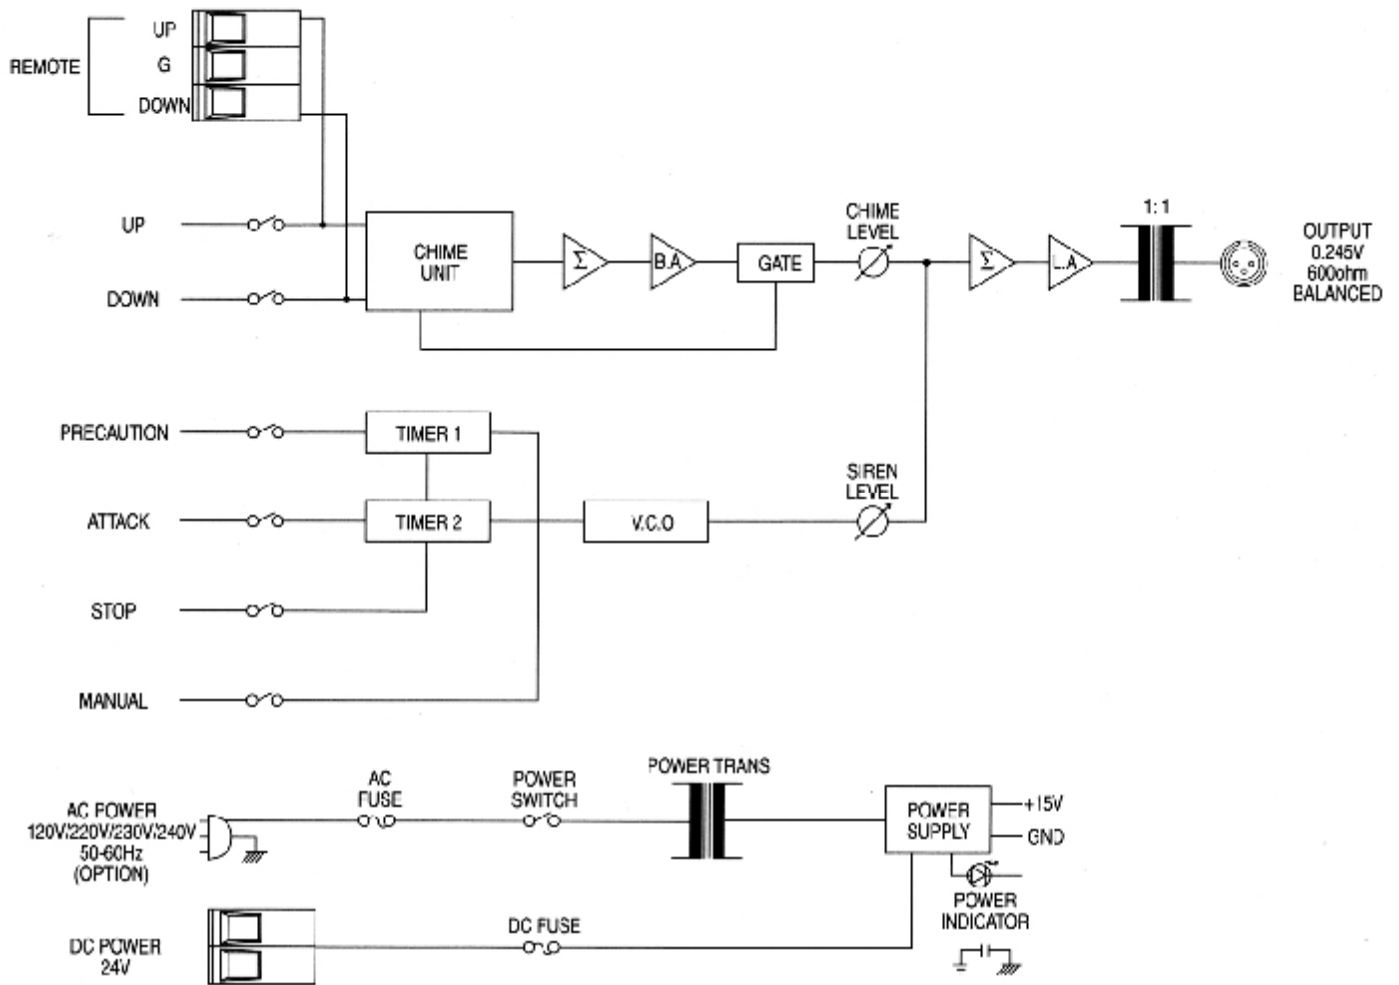 REMOTE
UP
G
DOWN
UP
DOWN
CHIME
UNIT
Σ
B.A
GATE
CHIME
LEVEL
Σ
L.A
1:1
OUTPUT
0.245V
600ohm
BALANCED
PRECAUTION
TIMER 1
ATTACK
TIMER 2
V.C.O
SIREN
LEVEL
STOP
MANUAL
AC POWER
120V/220V/230V/240V
50-60Hz
(OPTION)
AC
FUSE
POWER
SWITCH
POWER TRANS
POWER
SUPPLY
+15V
GND
POWER
INDICATOR
DC POWER
24V
DC FUSE